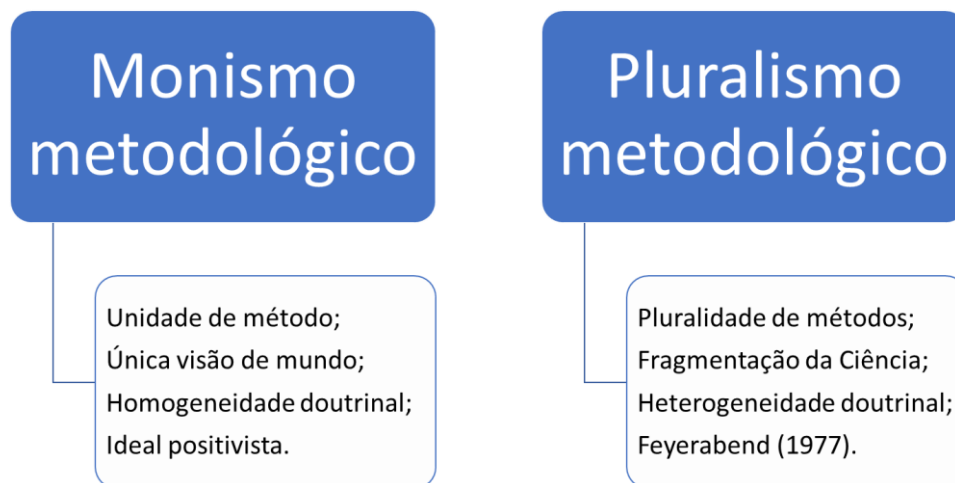 Monismo
metodológico
Unidade de método;
Única visão de mundo;
Homogeneidade doutrinal;
Ideal positivista.
Pluralismo
metodológico
Pluralidade de métodos;
Fragmentação da Ciência;
Heterogeneidade doutrinal;
Feyerabend (1977).